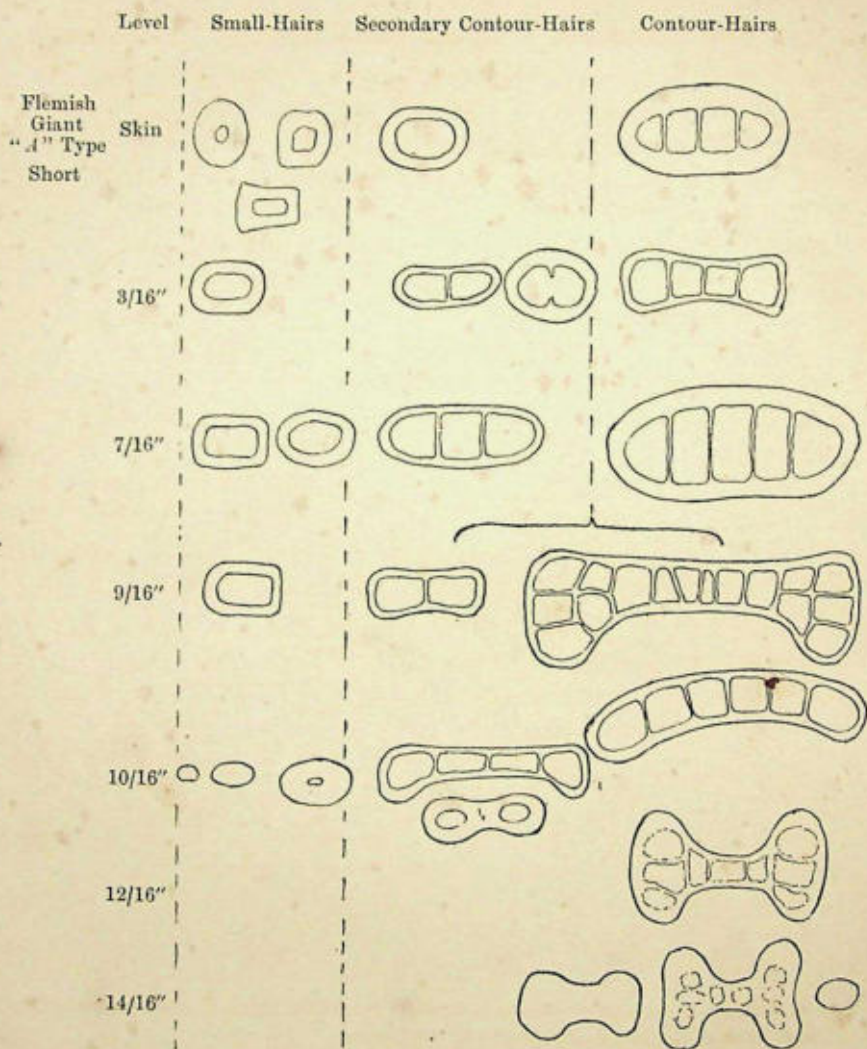 Level Small-Hairs Secondary Contour-Hairs Contour-Hairs
Flemish
Giant
"A" Type
Short
Skin
3/16"
7/16"
9/16"
10/16"
12/16"
14/16"